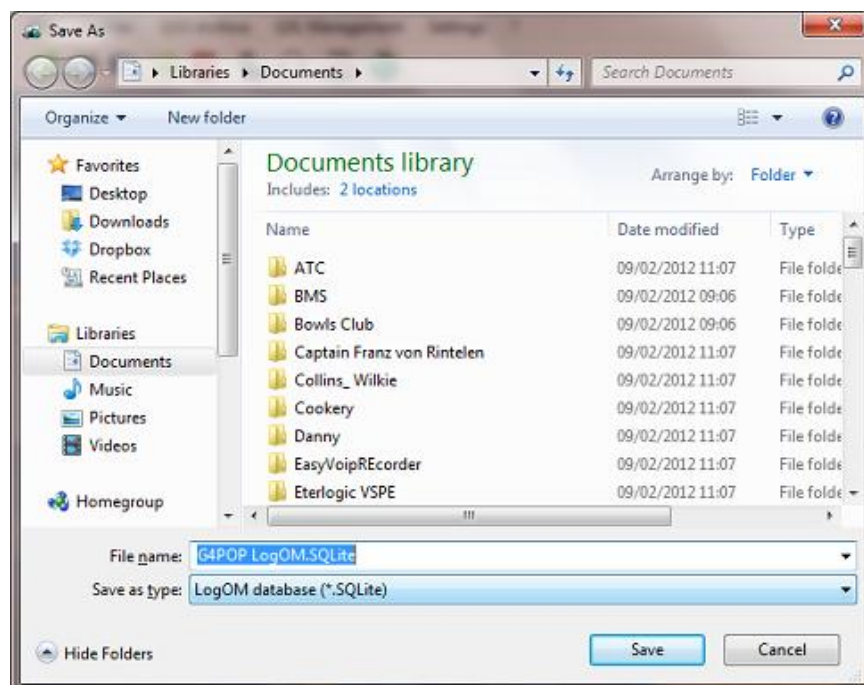 Save As
Libraries Documents
Search Documents
Organize New folder
Favorites
Desktop
Downloads
Dropbox
Recent Places
Libraries
Documents
Music
Pictures
Videos
Homegroup
Documents library
Includes: 2 locations
Arrange by: Folder
Name Date modified Type
ATC 09/02/2012 11:07 File folde
BMS 09/02/2012 09:06 File folde
Bowls Club 09/02/2012 09:06 File folde
Captain Franz von Rintelen 09/02/2012 11:07 File folde
Collins_ Wilkie 09/02/2012 11:07 File folde
Cookery 09/02/2012 11:07 File folde
Danny 09/02/2012 11:07 File folde
EasyVoipREcorder 09/02/2012 11:07 File folde
Eterlogic VSPE 09/02/2012 11:07 File folde
File name: G4POP LogOM.SQLite
Save as type: LogOM database (*.SQLite)
Hide Folders
Save Cancel